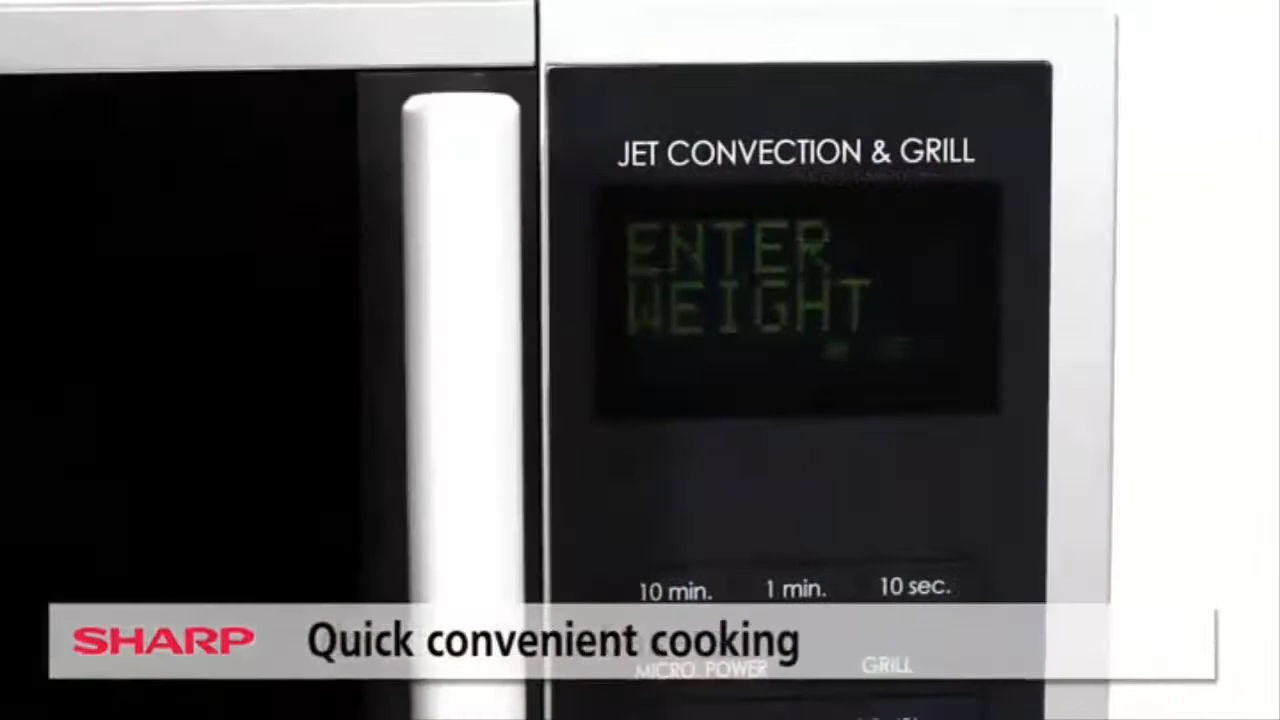 JET CONVECTION & GRILL
ENTER
WEIGHT
10 min. 1 min. 10 sec.
SHARP Quick convenient cooking
MICRO POWER GRILL